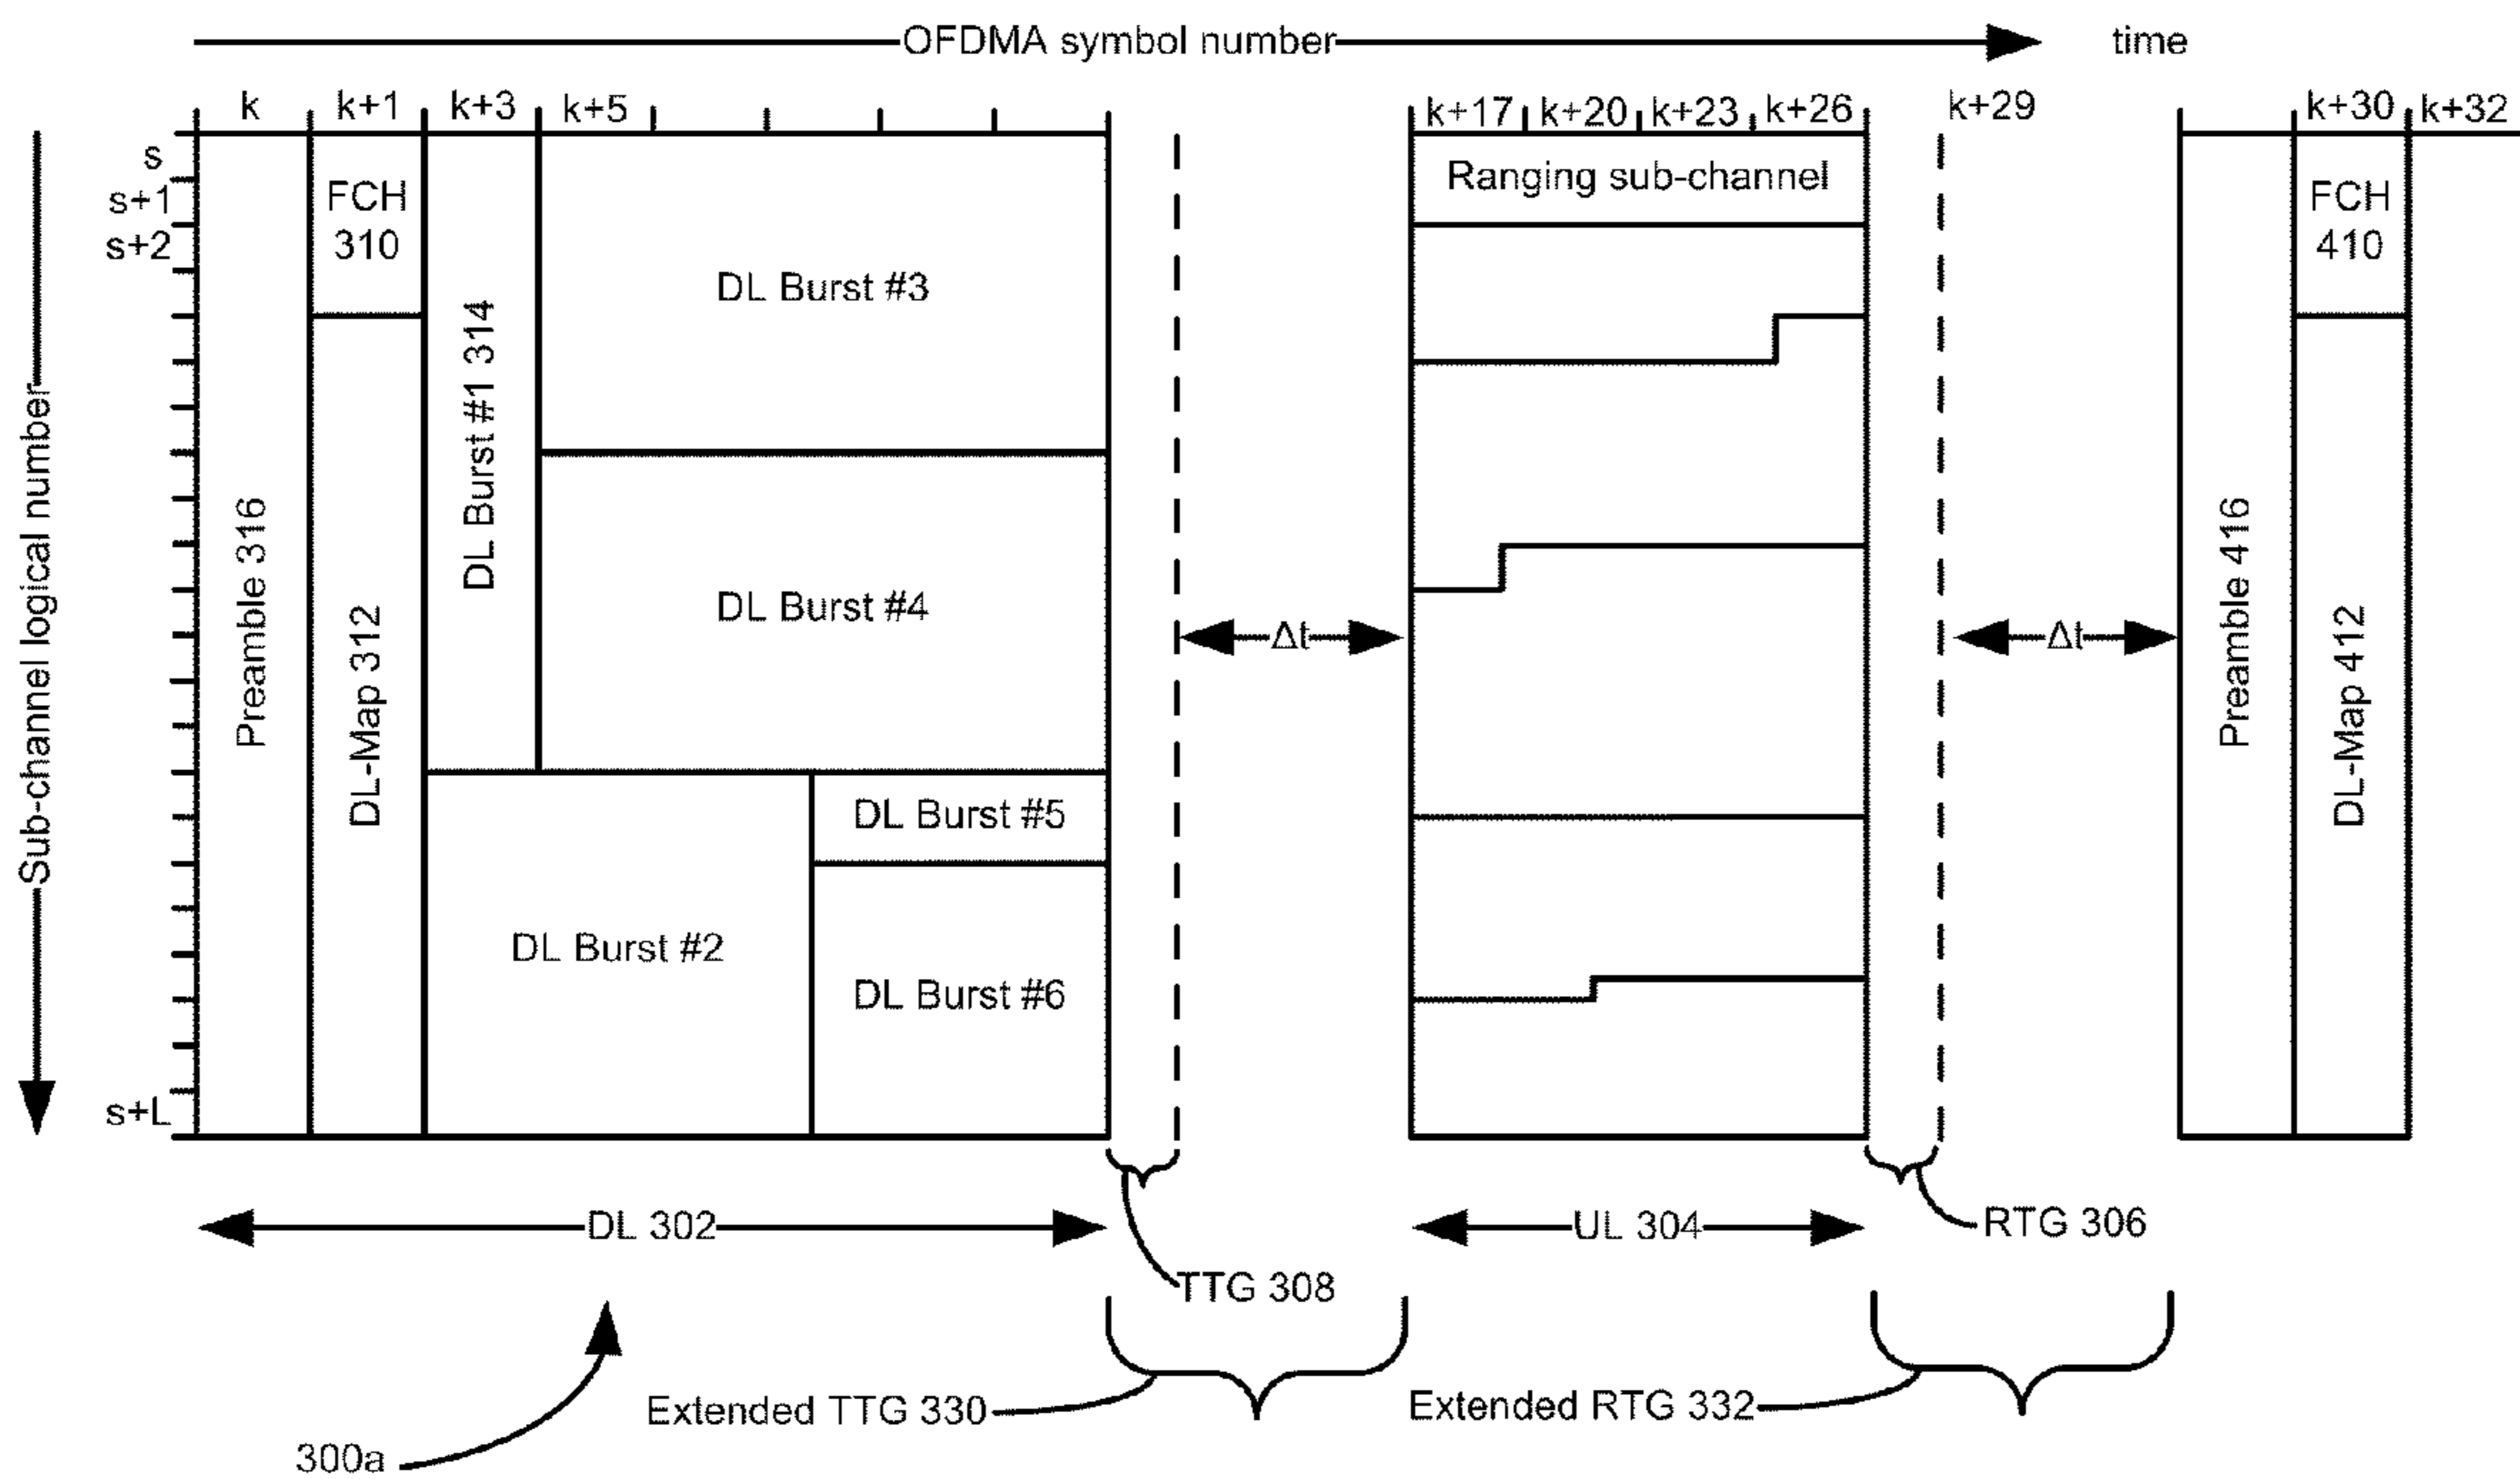 OFDMA symbol number
time
k
k+1
k+3
k+5
k+17
k+20
k+23
k+26
k+29
k+30
k+32
Sub-channel logical number
s
s+1
s+2
s+L
Preamble 316
FCH
310
DL-Map 312
DL Burst #1 314
DL Burst #3
DL Burst #4
DL Burst #5
DL Burst #2
DL Burst #6
Δt
Ranging sub-channel
Δt
Preamble 416
FCH
410
DL-Map 412
DL 302
TTG 308
UL 304
RTG 306
Extended TTG 330
Extended RTG 332
300a